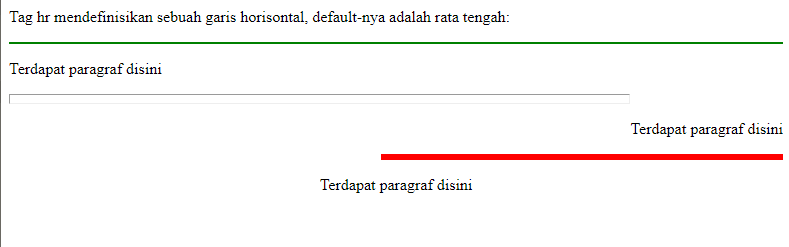 Tag hr mendefinisikan sebuah garis horisontal, default-nya adalah rata tengah:
Terdapat paragraf disini
Terdapat paragraf disini
Terdapat paragraf disini